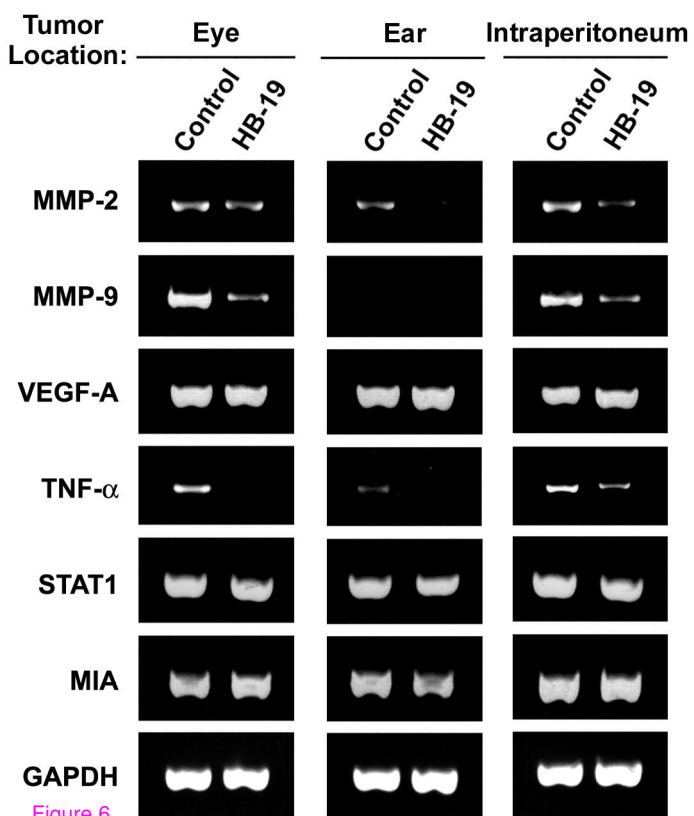 Tumor
Location:
Eye
Ear
Intraperitoneum
Control
HB-19
Control
HB-19
Control
HB-19
MMP-2
MMP-9
VEGF-A
TNF-α
STAT1
MIA
GAPDH
Figure 6